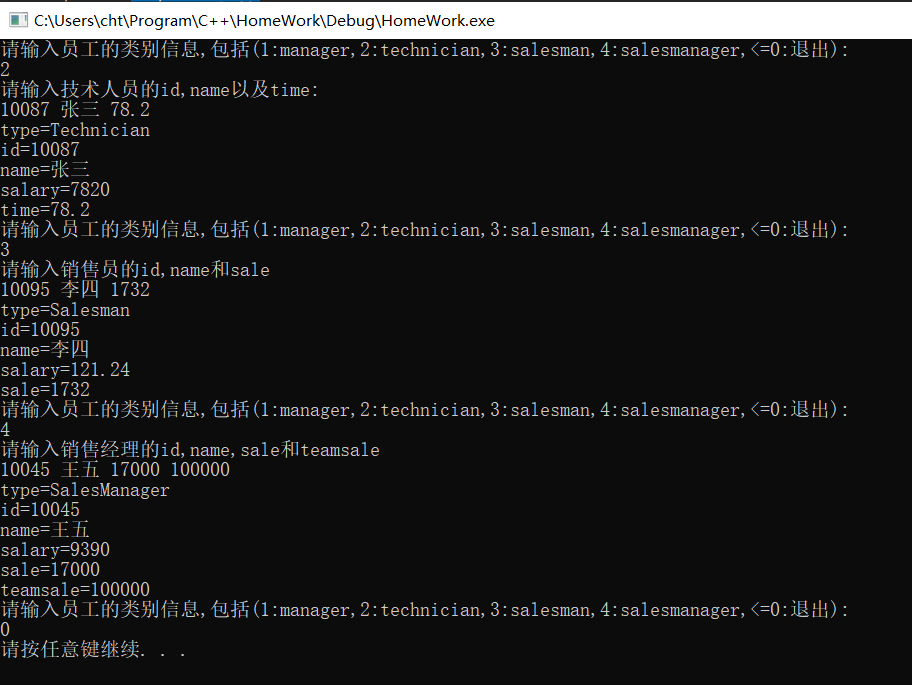 C:\Users\cht\Program\C++\HomeWork\Debug\HomeWork.exe
请输入员工的类别信息,包括(1:manager,2:technician,3:salesman,4:salesmanager,<=0:退出):
2
请输入技术人员的id,name以及time:
10087 张三 78.2
type=Technician
id=10087
name=张三
salary=7820
time=78.2
请输入员工的类别信息,包括(1:manager,2:technician,3:salesman,4:salesmanager,<=0:退出):
3
请输入销售员的id,name和sale
10095 李四 1732
type=Salesman
id=10095
name=李四
salary=121.24
sale=1732
请输入员工的类别信息,包括(1:manager,2:technician,3:salesman,4:salesmanager,<=0:退出):
4
请输入销售经理的id,name,sale和teamsale
10045 王五 17000 100000
type=SalesManager
id=10045
name=王五
salary=9390
sale=17000
teamsale=100000
请输入员工的类别信息,包括(1:manager,2:technician,3:salesman,4:salesmanager,<=0:退出):
0
请按任意键继续. . .